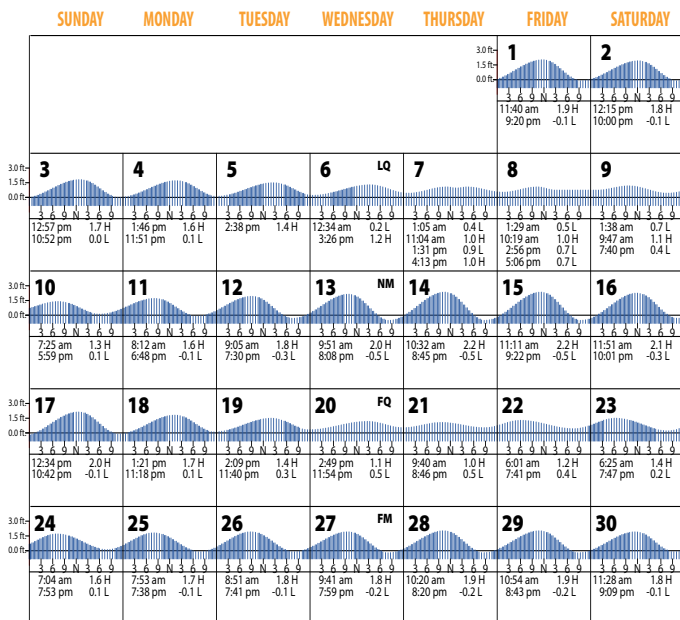 SUNDAY MONDAY TUESDAY WEDNESDAY THURSDAY FRIDAY SATURDAY
3.0 ft 1 2
1.5 ft
0.0 ft
3 6 9 N 3 6 9 3 6 9 N 3 6 9
11:40 am 1.9 H 12:15 pm 1.8 H
9:20 pm -0.1 L 10:00 pm -0.1 L
3.0 ft 3 4 5 6 LQ 7 8 9
1.5 ft
0.0 ft
3 6 9 N 3 6 9 3 6 9 N 3 6 9 3 6 9 N 3 6 9 3 6 9 N 3 6 9 3 6 9 N 3 6 9 3 6 9 N 3 6 9 3 6 9 N 3 6 9
12:57 pm 1.7 H 1:46 pm 1.6 H 2:38 pm 1.4 H 12:34 am 0.2 L 1:05 am 0.4 L 1:29 am 0.5 L 1:38 am 0.7 L
10:52 pm 0.0 L 11:51 pm 0.1 L 3:26 pm 1.2 H 11:04 am 1.0 H 10:19 am 1.0 H 9:47 am 1.1 H
1:31 pm 0.9 L 2:56 pm 0.7 L 7:40 pm 0.4 L
4:13 pm 1.0 H 5:06 pm 0.7 L
3.0 ft 10 11 12 13 NM 14 15 16
1.5 ft
0.0 ft
3 6 9 N 3 6 9 3 6 9 N 3 6 9 3 6 9 N 3 6 9 3 6 9 N 3 6 9 3 6 9 N 3 6 9 3 6 9 N 3 6 9 3 6 9 N 3 6 9
7:25 am 1.3 H 8:12 am 1.6 H 9:05 am 1.8 H 9:51 am 2.0 H 10:32 am 2.2 H 11:11 am 2.2 H 11:51 am 2.1 H
5:59 pm 0.1 L 6:48 pm -0.1 L 7:30 pm -0.3 L 8:08 pm -0.5 L 8:45 pm -0.5 L 9:22 pm -0.5 L 10:01 pm -0.3 L
3.0 ft 17 18 19 20 FQ 21 22 23
1.5 ft
0.0 ft
3 6 9 N 3 6 9 3 6 9 N 3 6 9 3 6 9 N 3 6 9 3 6 9 N 3 6 9 3 6 9 N 3 6 9 3 6 9 N 3 6 9 3 6 9 N 3 6 9
12:34 pm 2.0 H 1:21 pm 1.7 H 2:09 pm 1.4 H 2:49 pm 1.1 H 9:40 am 1.0 H 6:01 am 1.2 H 6:25 am 1.4 H
10:42 pm -0.1 L 11:18 pm 0.1 L 11:40 pm 0.3 L 11:54 pm 0.5 L 8:46 pm 0.5 L 7:41 pm 0.4 L 7:47 pm 0.2 L
3.0 ft 24 25 26 27 FM 28 29 30
1.5 ft
0.0 ft
3 6 9 N 3 6 9 3 6 9 N 3 6 9 3 6 9 N 3 6 9 3 6 9 N 3 6 9 3 6 9 N 3 6 9 3 6 9 N 3 6 9 3 6 9 N 3 6 9
7:04 am 1.6 H 7:53 am 1.7 H 8:51 am 1.8 H 9:41 am 1.8 H 10:20 am 1.9 H 10:54 am 1.9 H 11:28 am 1.8 H
7:53 pm 0.1 L 7:38 pm -0.1 L 7:41 pm -0.1 L 7:59 pm -0.2 L 8:20 pm -0.2 L 8:43 pm -0.2 L 9:09 pm -0.1 L